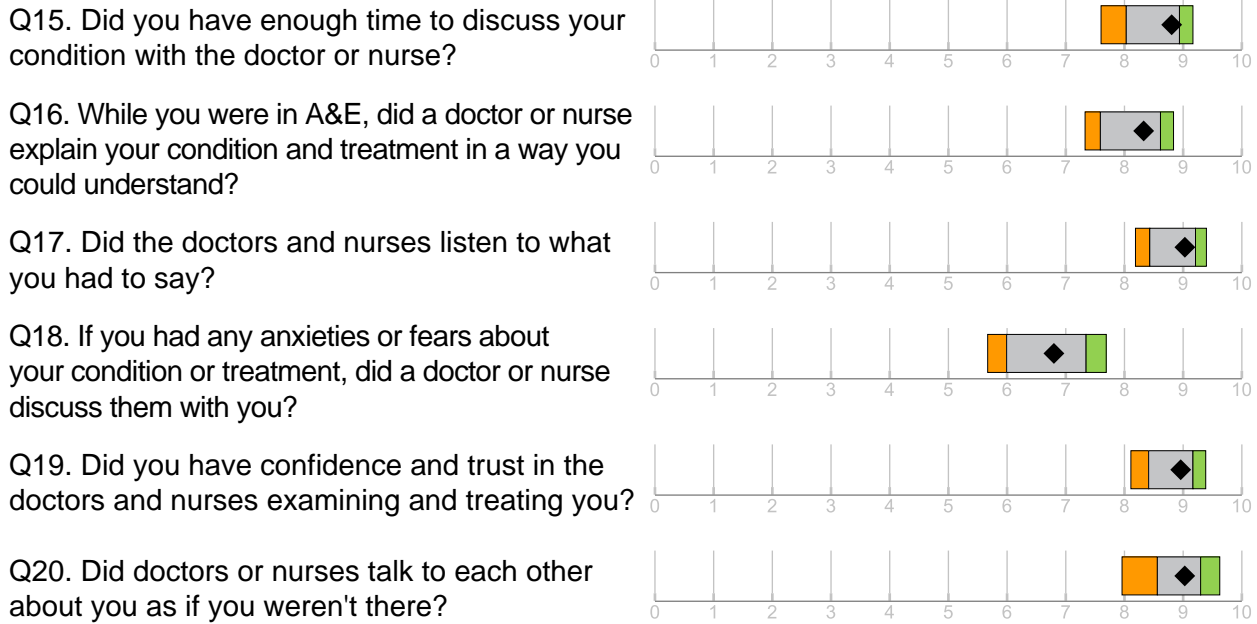 Q15. Did you have enough time to discuss your
condition with the doctor or nurse?
0 1 2 3 4 5 6 7 8 9 10
Q16. While you were in A&E, did a doctor or nurse
explain your condition and treatment in a way you
could understand?
0 1 2 3 4 5 6 7 8 9 10
Q17. Did the doctors and nurses listen to what
you had to say?
0 1 2 3 4 5 6 7 8 9 10
Q18. If you had any anxieties or fears about
your condition or treatment, did a doctor or nurse
discuss them with you?
0 1 2 3 4 5 6 7 8 9 10
Q19. Did you have confidence and trust in the
doctors and nurses examining and treating you?
0 1 2 3 4 5 6 7 8 9 10
Q20. Did doctors or nurses talk to each other
about you as if you weren't there?
0 1 2 3 4 5 6 7 8 9 10